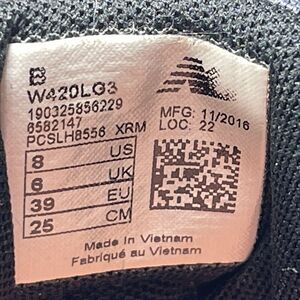 B
W420LG3
190325856229
6582147
PCSLH8556 XRM
MFG: 11/2016
LOC: 22
8 US
6 UK
39 EU
25 CM
Made in Vietnam
Fabriqué au Vietnam